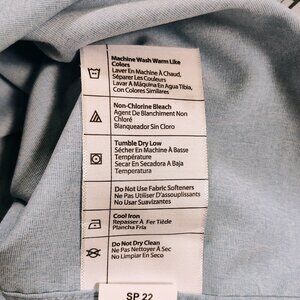 Machine Wash Warm Like
Colors
Laver En Machine À Chaud,
Séparer Les Couleurs
Lavar A Máquina En Agua Tibia,
Con Colores Similares
Non-Chlorine Bleach
Agent De Blanchiment Non
Chloré
Blanqueador Sin Cloro
Tumble Dry Low
Sécher En Machine À Basse
Température
Secar En Secadora A Baja
Temperatura
Do Not Use Fabric Softeners
Ne Pas Utiliser D'assouplissants
No Usar Suavizantes
Cool Iron
Repasser À Fer Tiède
Plancha Fría
Do Not Dry Clean
Ne Pas Nettoyer À Sec
No Limpiar En Seco
SP 22